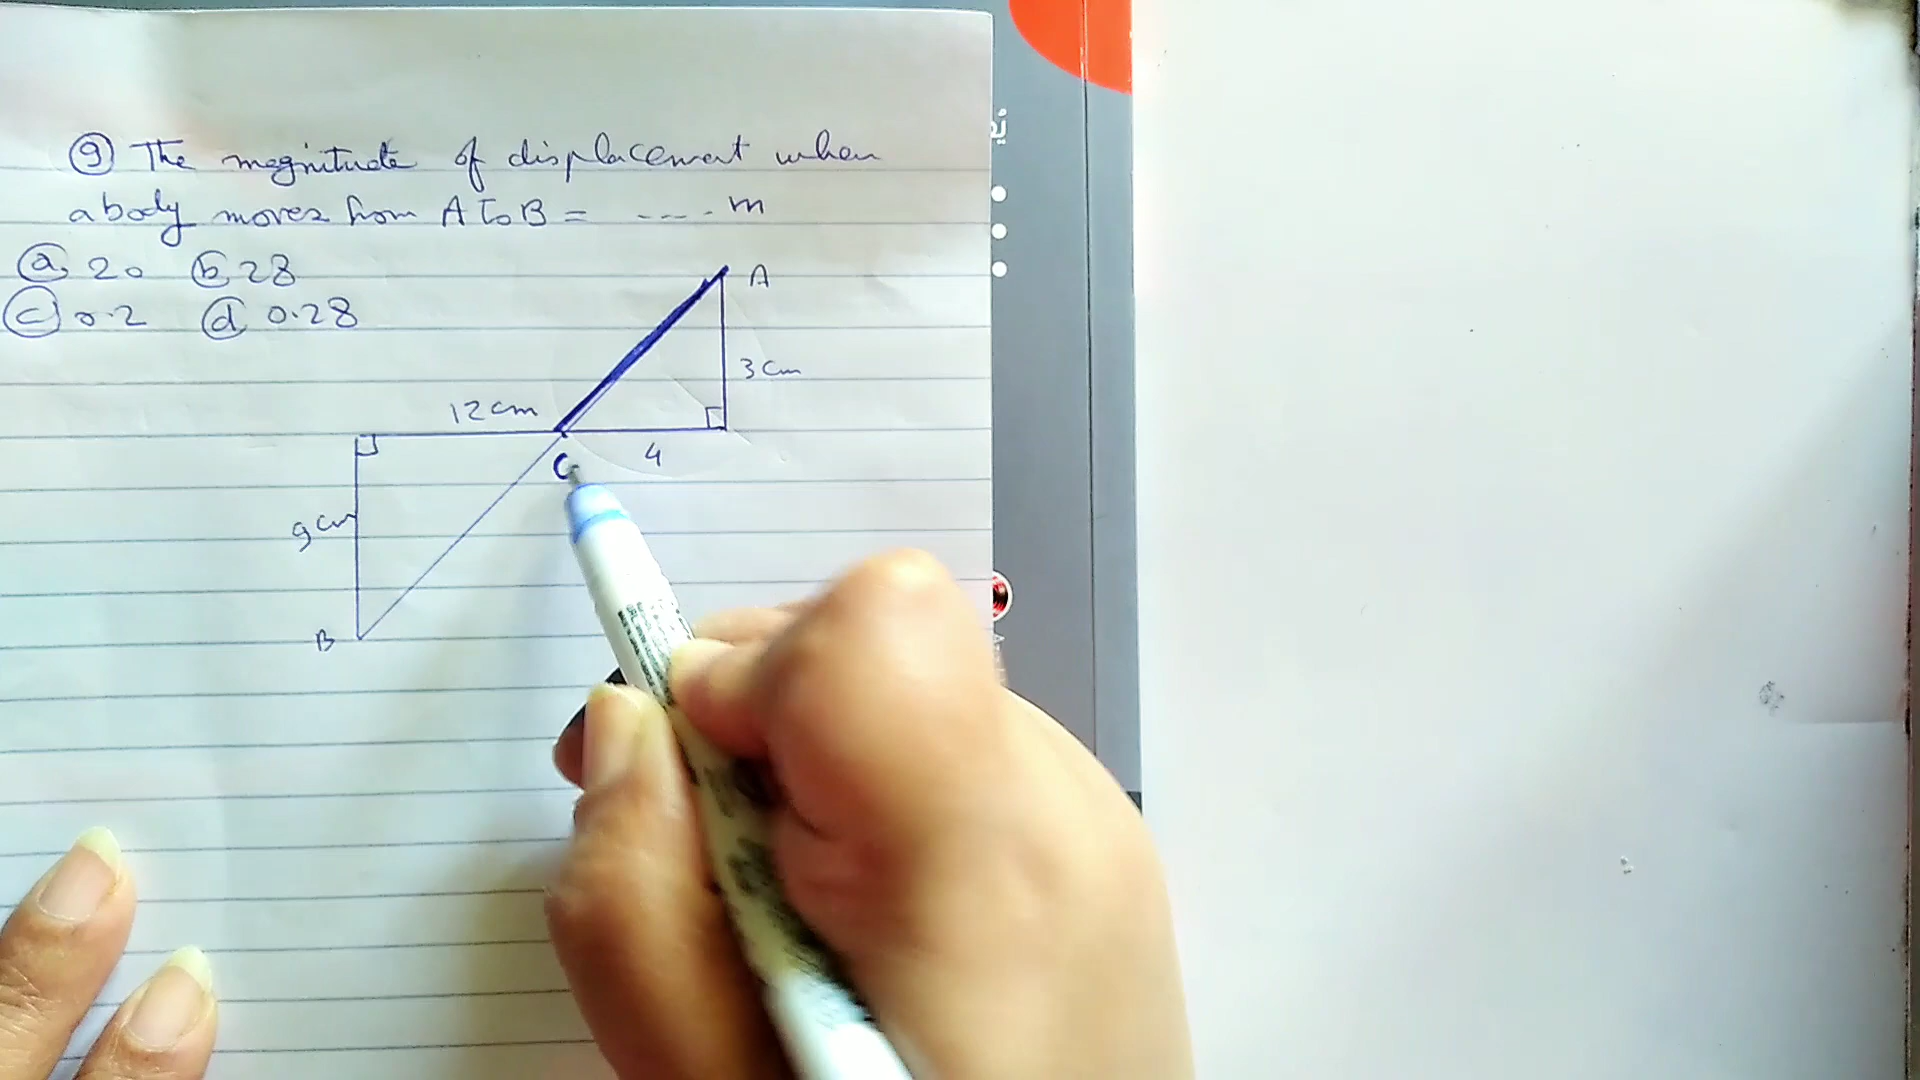 ⑨ The magnitude of displacement when
a body moves from A to B = ---- m
ⓐ 20 ⓑ 28
ⓒ 0.2 ⓓ 0.28
A
3 cm
12 cm
4
C
9 cm
B